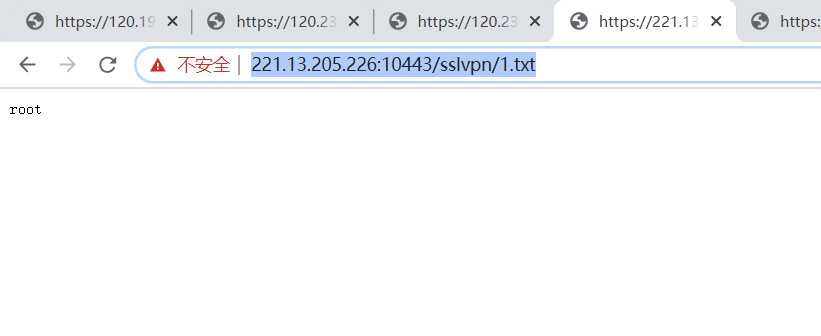 https://120.19
https://120.23
https://120.23
https://221.13
https:
不安全
221.13.205.226:10443/sslvpn/1.txt
root